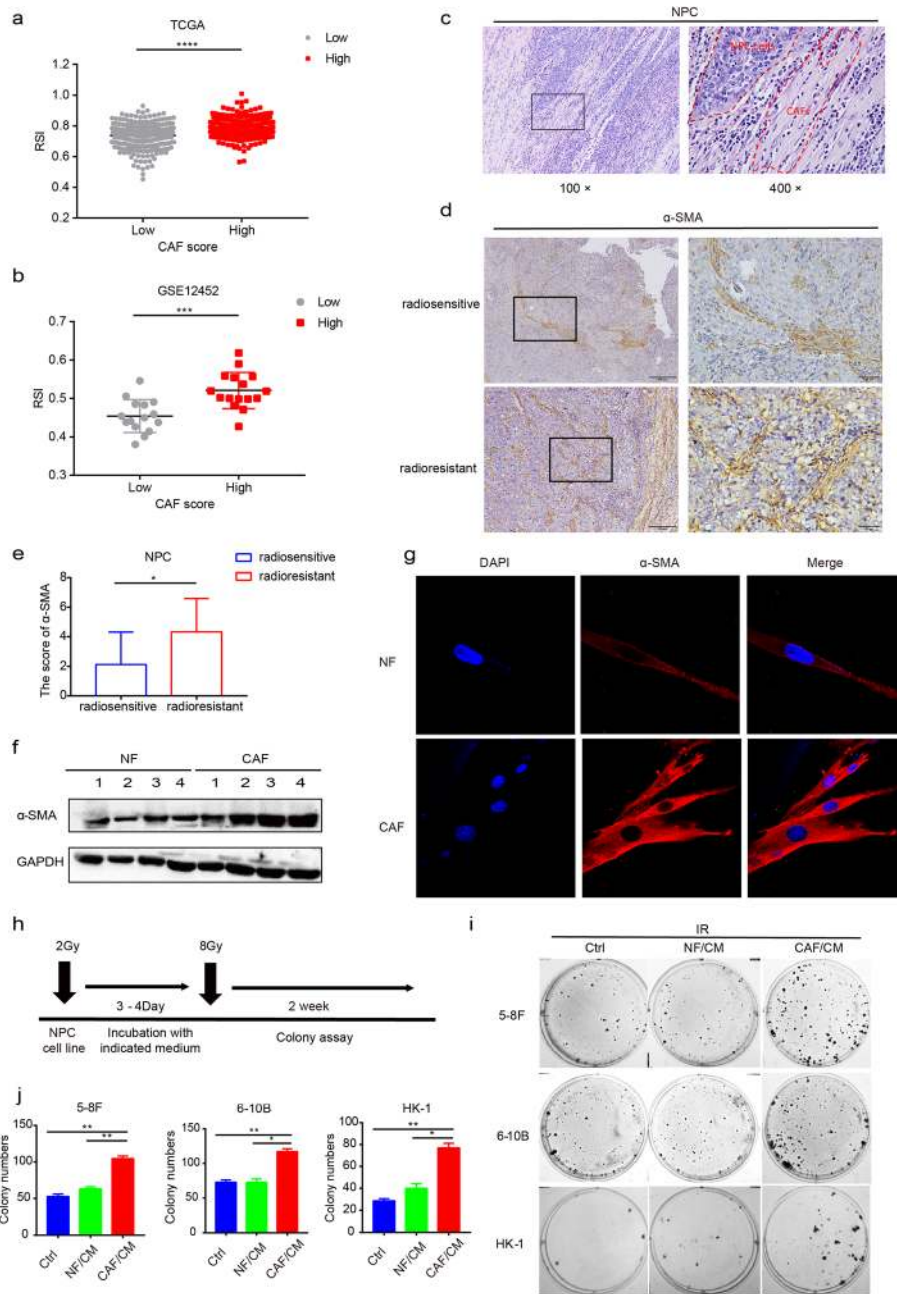 a
TCGA
****
Low
High
RSI
1.2
1.0
0.8
0.6
0.4
0.2
Low
High
CAF score
b
GSE12452
***
Low
High
RSI
0.7
0.6
0.5
0.4
0.3
Low
High
CAF score
c
NPC
NPC cells
CAFs
100 ×
400 ×
d
α-SMA
radiosensitive
radioresistant
e
NPC
radiosensitive
radioresistant
*
The score of α-SMA
8
6
4
2
0
radiosensitive
radioresistant
f
NF
CAF
1 2 3 4 1 2 3 4
α-SMA
GAPDH
g
DAPI
α-SMA
Merge
NF
CAF
h
2Gy
8Gy
3 - 4Day
2 week
NPC
cell line
Incubation with
indicated medium
Colony assay
i
IR
Ctrl
NF/CM
CAF/CM
5-8F
6-10B
HK-1
j
5-8F
**
**
Colony numbers
150
100
50
0
Ctrl
NF/CM
CAF/CM
6-10B
**
*
Colony numbers
150
100
50
0
Ctrl
NF/CM
CAF/CM
HK-1
**
*
Colony numbers
100
80
60
40
20
0
Ctrl
NF/CM
CAF/CM